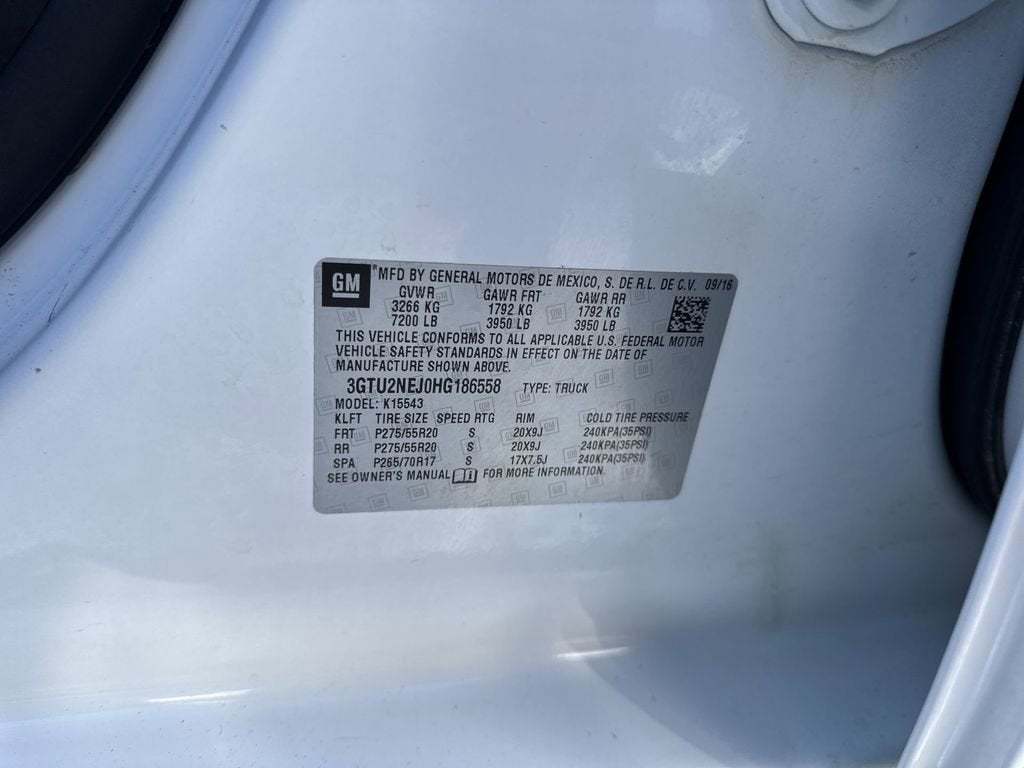 GM *MFD BY GENERAL MOTORS DE MEXICO, S. DE R.L. DE C.V. 09/16
GVWR GAWR FRT GAWR RR
3266 KG 1792 KG 1792 KG
7200 LB 3950 LB 3950 LB
THIS VEHICLE CONFORMS TO ALL APPLICABLE U.S. FEDERAL MOTOR
VEHICLE SAFETY STANDARDS IN EFFECT ON THE DATE OF
MANUFACTURE SHOWN ABOVE.
3GTU2NEJ0HG186558 TYPE: TRUCK
MODEL: K15543
KLFT TIRE SIZE SPEED RTG RIM COLD TIRE PRESSURE
FRT P275/55R20 S 20X9J 240KPA(35PSI)
RR P275/55R20 S 20X9J 240KPA(35PSI)
SPA P265/70R17 S 17X7.5J 240KPA(35PSI)
SEE OWNER'S MANUAL FOR MORE INFORMATION.